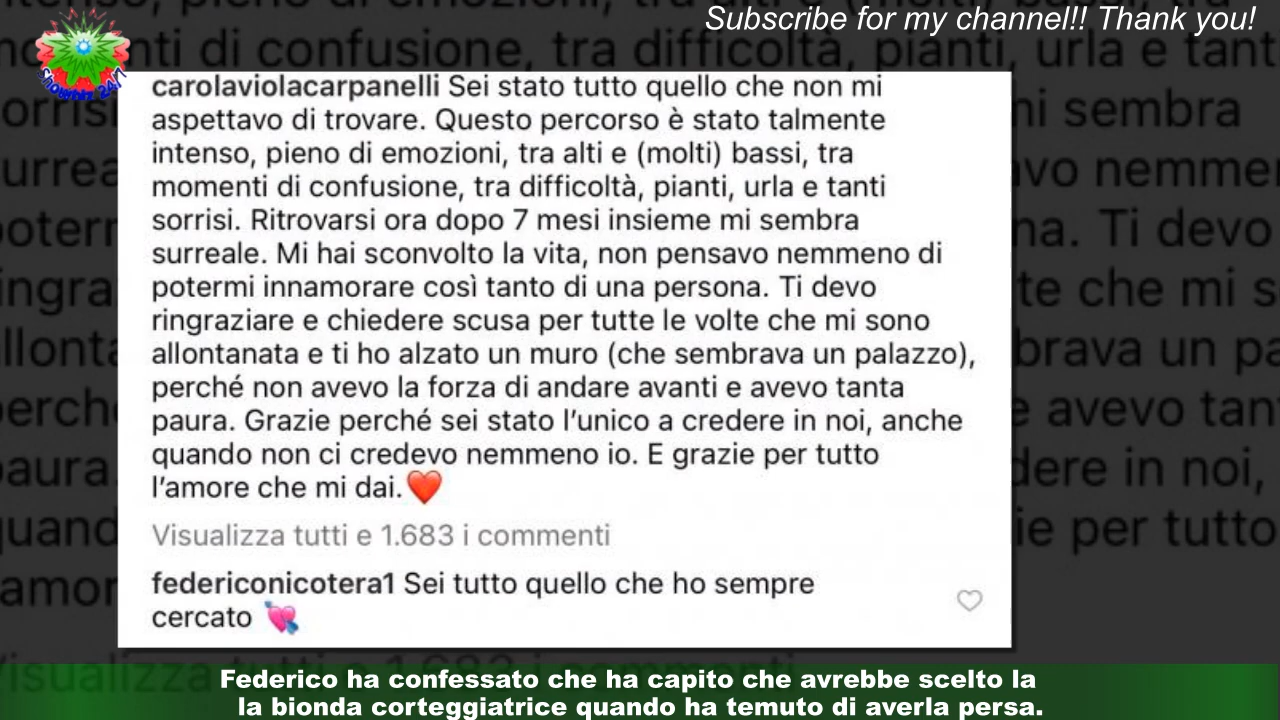 Subscribe for my channel!! Thank you!
Showbiz 24/7
carolaviolacarpanelli Sei stato tutto quello che non mi
aspettavo di trovare. Questo percorso è stato talmente
intenso, pieno di emozioni, tra alti e (molti) bassi, tra
momenti di confusione, tra difficoltà, pianti, urla e tanti
sorrisi. Ritrovarsi ora dopo 7 mesi insieme mi sembra
surreale. Mi hai sconvolto la vita, non pensavo nemmeno di
potermi innamorare così tanto di una persona. Ti devo
ringraziare e chiedere scusa per tutte le volte che mi sono
allontanata e ti ho alzato un muro (che sembrava un palazzo),
perché non avevo la forza di andare avanti e avevo tanta
paura. Grazie perché sei stato l’unico a credere in noi, anche
quando non ci credevo nemmeno io. E grazie per tutto
l’amore che mi dai.❤️
Visualizza tutti e 1.683 i commenti
federiconicotera1 Sei tutto quello che ho sempre
cercato 💘
Federico ha confessato che ha capito che avrebbe scelto la
la bionda corteggiatrice quando ha temuto di averla persa.